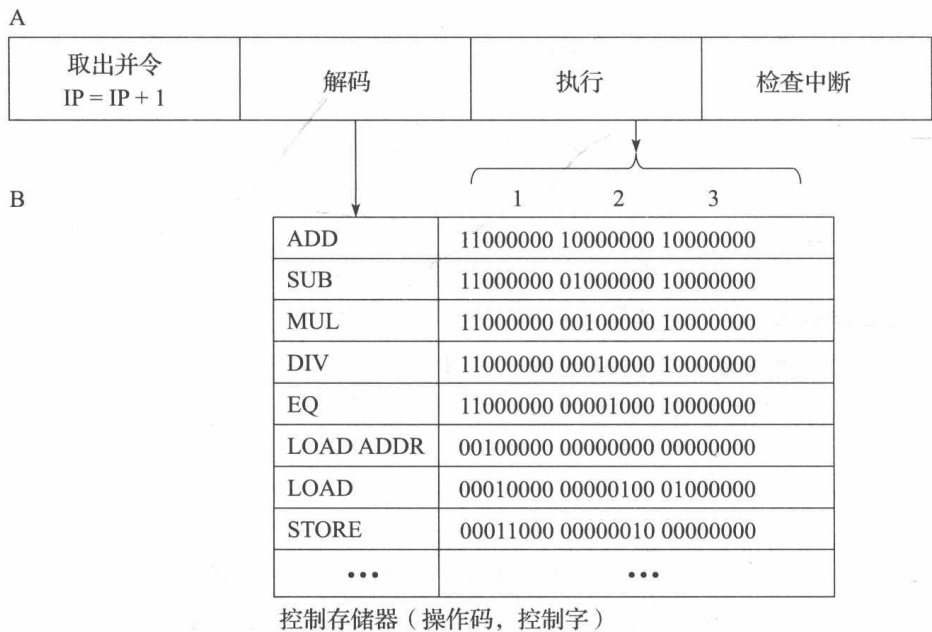 A
取出并令
IP = IP + 1
解码
执行
检查中断
B
1 2 3
ADD 11000000 10000000 10000000
SUB 11000000 01000000 10000000
MUL 11000000 00100000 10000000
DIV 11000000 00010000 10000000
EQ 11000000 00001000 10000000
LOAD ADDR 00100000 00000000 00000000
LOAD 00010000 00000100 01000000
STORE 00011000 00000010 00000000
••• •••
控制存储器（操作码，控制字）